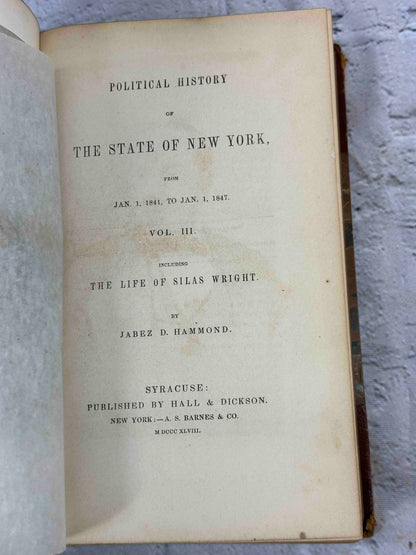 POLITICAL HISTORY
OF
THE STATE OF NEW YORK,
FROM
JAN. 1, 1841, TO JAN. 1, 1847.
VOL. III.
INCLUDING
THE LIFE OF SILAS WRIGHT.
BY
JABEZ D. HAMMOND.
SYRACUSE:
PUBLISHED BY HALL & DICKSON.
NEW YORK:—A. S. BARNES & CO.
M DCCC XLVIII.